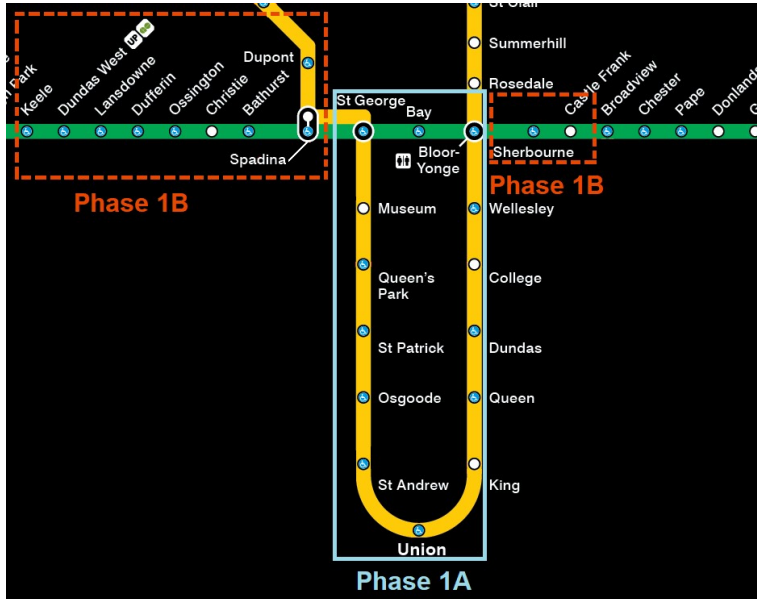 St Clair
Summerhill
Rosedale
Park
Keele
Dundas West
UP
Lansdowne
Dufferin
Ossington
Christie
Bathurst
Dupont
Spadina
St George
Bay
Bloor-
Yonge
Sherbourne
Castle Frank
Broadview
Chester
Pape
Phase 1B
Phase 1B
Museum
Wellesley
Queen's
Park
College
St Patrick
Dundas
Osgoode
Queen
St Andrew
King
Union
Phase 1A